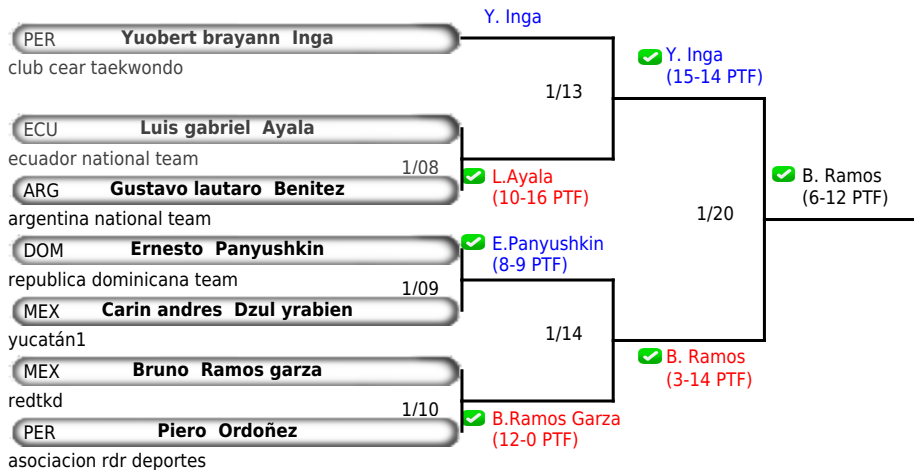 Y. Inga
PER Yuobert brayann Inga
club cear taekwondo
Y. Inga
(15-14 PTF)
1/13
ECU Luis gabriel Ayala
ecuador national team
1/08
ARG Gustavo lautaro Benitez
argentina national team
L.Ayala
(10-16 PTF)
B. Ramos
(6-12 PTF)
1/20
DOM Ernesto Panyushkin
republica dominicana team
E.Panyushkin
(8-9 PTF)
1/09
MEX Carin andres Dzul yrabien
yucatán1
1/14
MEX Bruno Ramos garza
redtkd
B. Ramos
(3-14 PTF)
1/10
PER Piero Ordoñez
asociacion rdr deportes
B.Ramos Garza
(12-0 PTF)